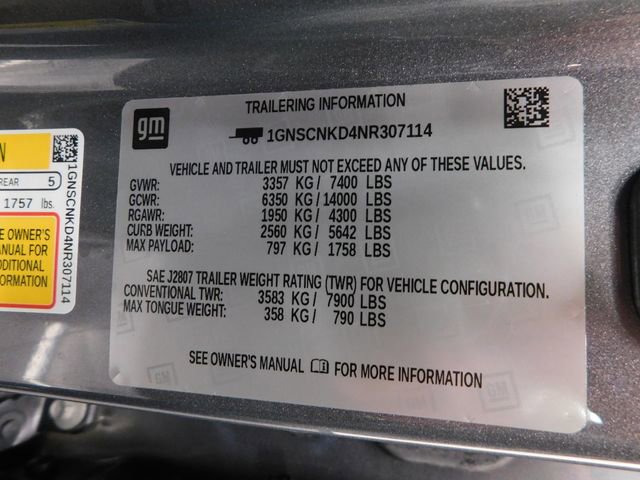 gm
TRAILERING INFORMATION
1GNSCNKD4NR307114
VEHICLE AND TRAILER MUST NOT EXCEED ANY OF THESE VALUES.
GVWR: 3357 KG / 7400 LBS
GCWR: 6350 KG / 14000 LBS
RGAWR: 1950 KG / 4300 LBS
CURB WEIGHT: 2560 KG / 5642 LBS
MAX PAYLOAD: 797 KG / 1758 LBS
SAE J2807 TRAILER WEIGHT RATING (TWR) FOR VEHICLE CONFIGURATION.
CONVENTIONAL TWR: 3583 KG / 7900 LBS
MAX TONGUE WEIGHT: 358 KG / 790 LBS
SEE OWNER'S MANUAL FOR MORE INFORMATION
REAR 5
1757 lbs.
OWNER'S
MANUAL FOR
1GNSCNKD4NR307114